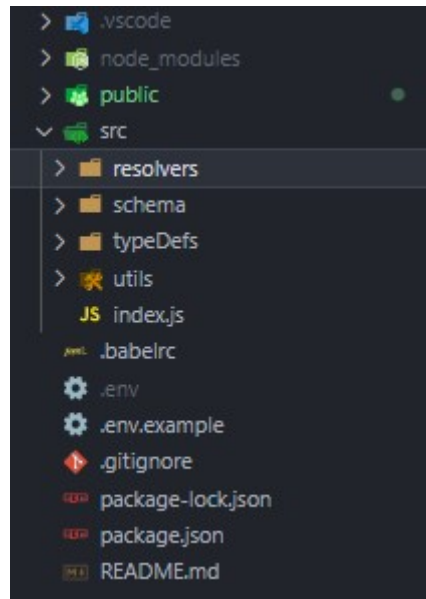 .vscode
node_modules
public
src
resolvers
schema
typeDefs
utils
JS index.js
.babelrc
.env
.env.example
.gitignore
package-lock.json
package.json
README.md